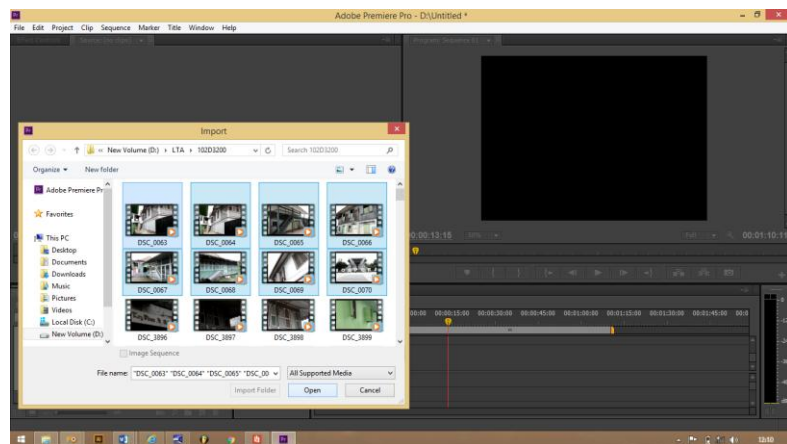 Adobe Premiere Pro - D:\Untitled *
File Edit Project Clip Sequence Marker Title Window Help
Import
« New Volume (D:) › LTA › 102D3200
Search 102D3200
Organize New folder
Adobe Premiere Pr
Favorites
This PC
Desktop
Documents
Downloads
Music
Pictures
Videos
Local Disk (C:)
New Volume (D:)
DSC_0063 DSC_0064 DSC_0065 DSC_0066
DSC_0067 DSC_0068 DSC_0069 DSC_0070
DSC_3896 DSC_3897 DSC_3898 DSC_3899
Image Sequence
File name: "DSC_0063" "DSC_0064" "DSC_0065" "DSC_00 All Supported Media
Import Folder Open Cancel
0:00:13:15
Full
00:01:10:11
00:00 00:00:15:00 00:00:30:00 00:00:45:00 00:01:00:00 00:01:15:00 00:01:30:00 00:01:45:00 00:0
12:10